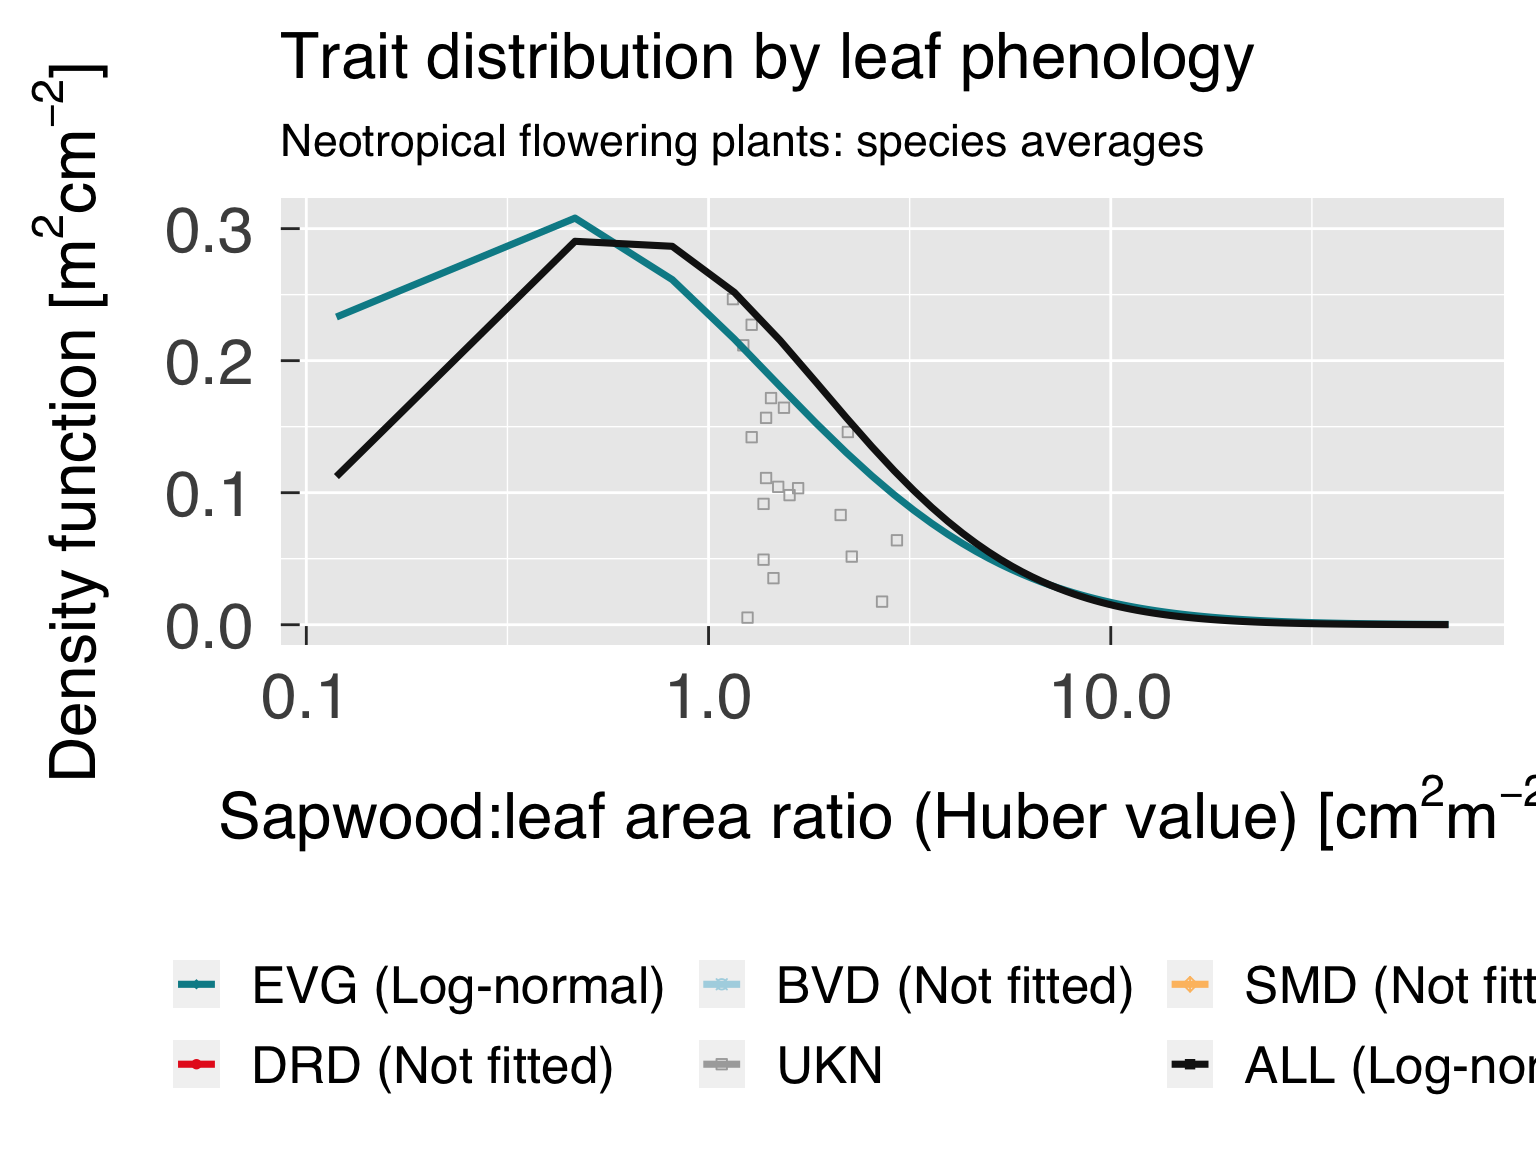 Trait distribution by leaf phenology
Neotropical flowering plants: species averages
Density function [m²cm⁻²]
0.3
0.2
0.1
0.0
0.1 1.0 10.0
Sapwood:leaf area ratio (Huber value) [cm²m⁻²
EVG (Log-normal) BVD (Not fitted) SMD (Not fitt
DRD (Not fitted) UKN ALL (Log-nor